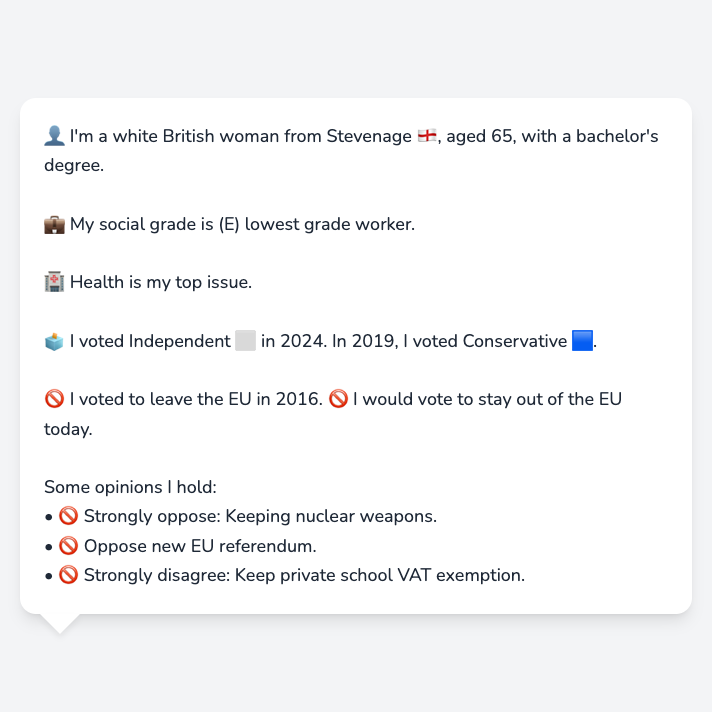 👤 I'm a white British woman from Stevenage 🏴󠁧󠁢󠁥󠁮󠁧󠁿, aged 65, with a bachelor's
degree.
💼 My social grade is (E) lowest grade worker.
🏥 Health is my top issue.
🗳️ I voted Independent ⬜ in 2024. In 2019, I voted Conservative 🟦.
🚫 I voted to leave the EU in 2016. 🚫 I would vote to stay out of the EU
today.
Some opinions I hold:
• 🚫 Strongly oppose: Keeping nuclear weapons.
• 🚫 Oppose new EU referendum.
• 🚫 Strongly disagree: Keep private school VAT exemption.